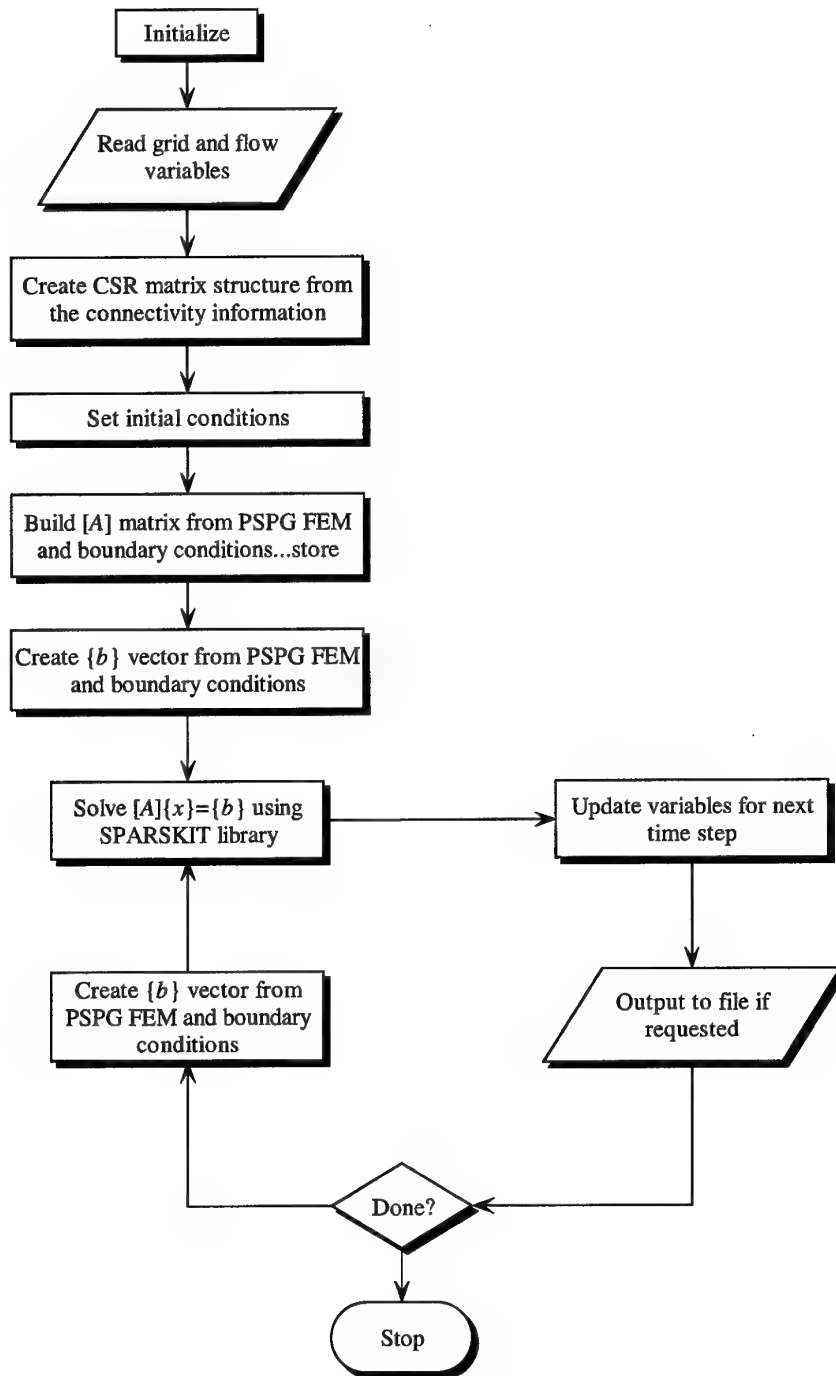 Initialize
Read grid and flow
variables
Create CSR matrix structure from
the connectivity information
Set initial conditions
Build [A] matrix from PSPG FEM
and boundary conditions...store
Create {b} vector from PSPG FEM
and boundary conditions
Solve [A]{x}={b} using
SPARSKIT library
Update variables for next
time step
Output to file if
requested
Create {b} vector from
PSPG FEM and boundary
conditions
Done?
Stop